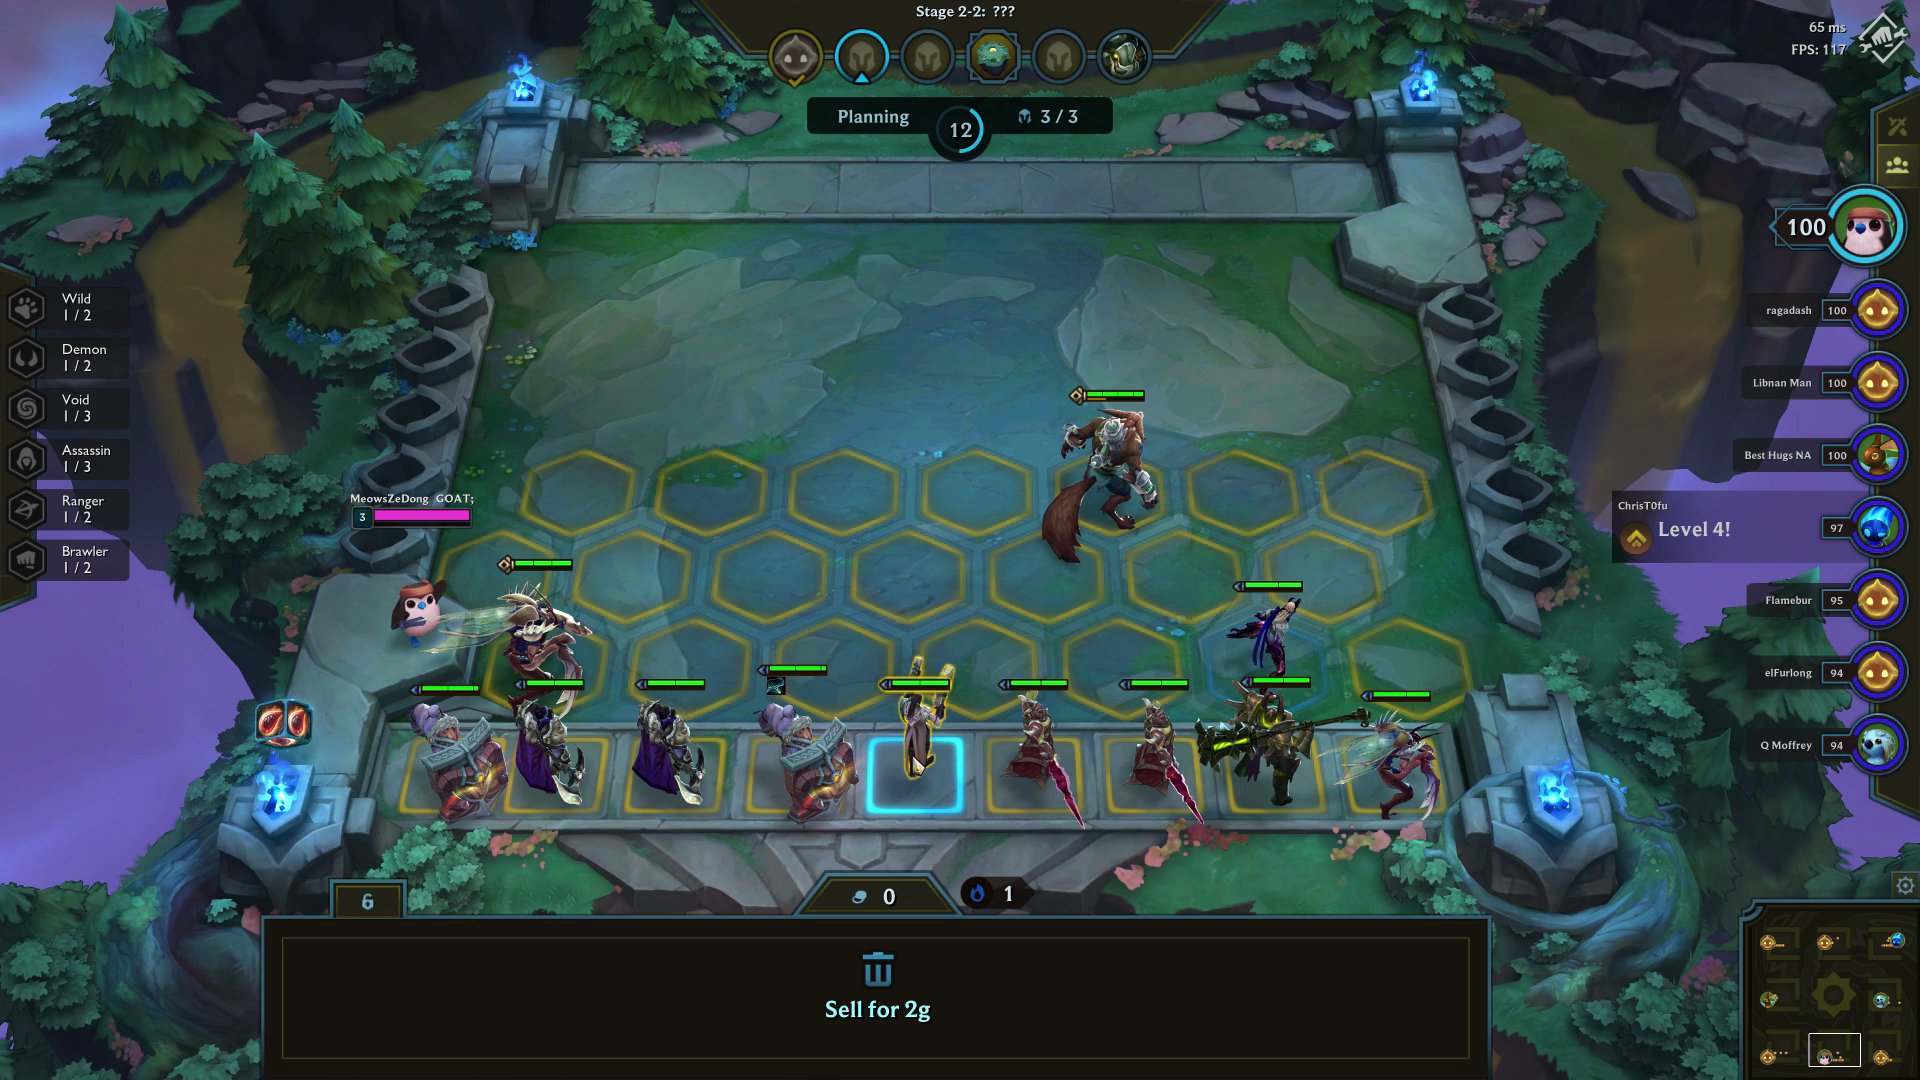 Stage 2-2: ???
65 ms
FPS: 117
Planning
12
3 / 3
100
Wild
1 / 2
ragadash
100
Demon
1 / 2
Libnan Man
100
Void
1 / 3
Assassin
1 / 3
Best Hugs NA
100
Ranger
1 / 2
MeowsZeDong GOAT;
3
ChrisT0fu
Level 4!
97
Brawler
1 / 2
Flamebur
95
elFurlong
94
Q Moffrey
94
6
0
1
Sell for 2g